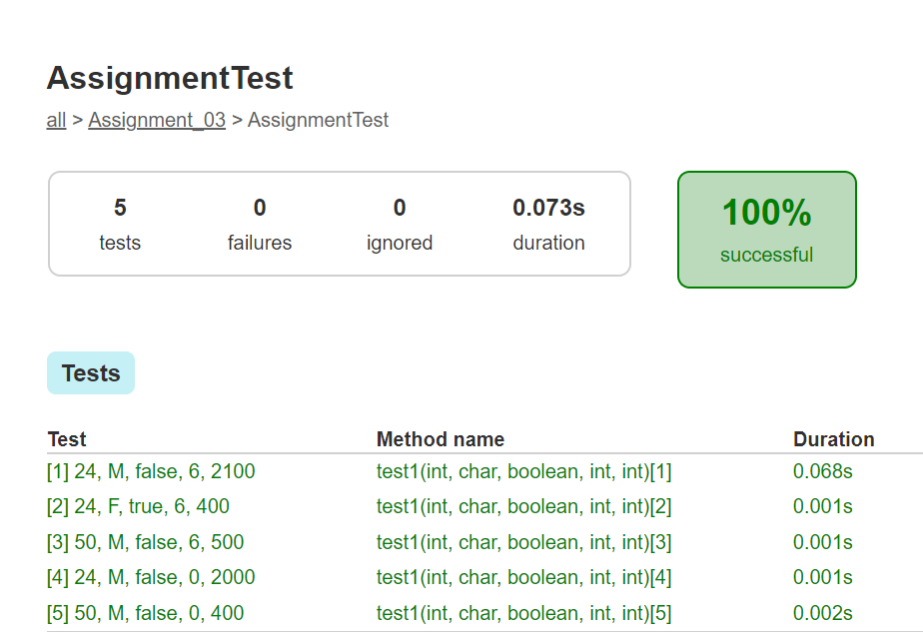 AssignmentTest
all > Assignment_03 > AssignmentTest
5 0 0 0.073s
tests failures ignored duration
100%
successful
Tests
Test Method name Duration
[1] 24, M, false, 6, 2100 test1(int, char, boolean, int, int)[1] 0.068s
[2] 24, F, true, 6, 400 test1(int, char, boolean, int, int)[2] 0.001s
[3] 50, M, false, 6, 500 test1(int, char, boolean, int, int)[3] 0.001s
[4] 24, M, false, 0, 2000 test1(int, char, boolean, int, int)[4] 0.001s
[5] 50, M, false, 0, 400 test1(int, char, boolean, int, int)[5] 0.002s